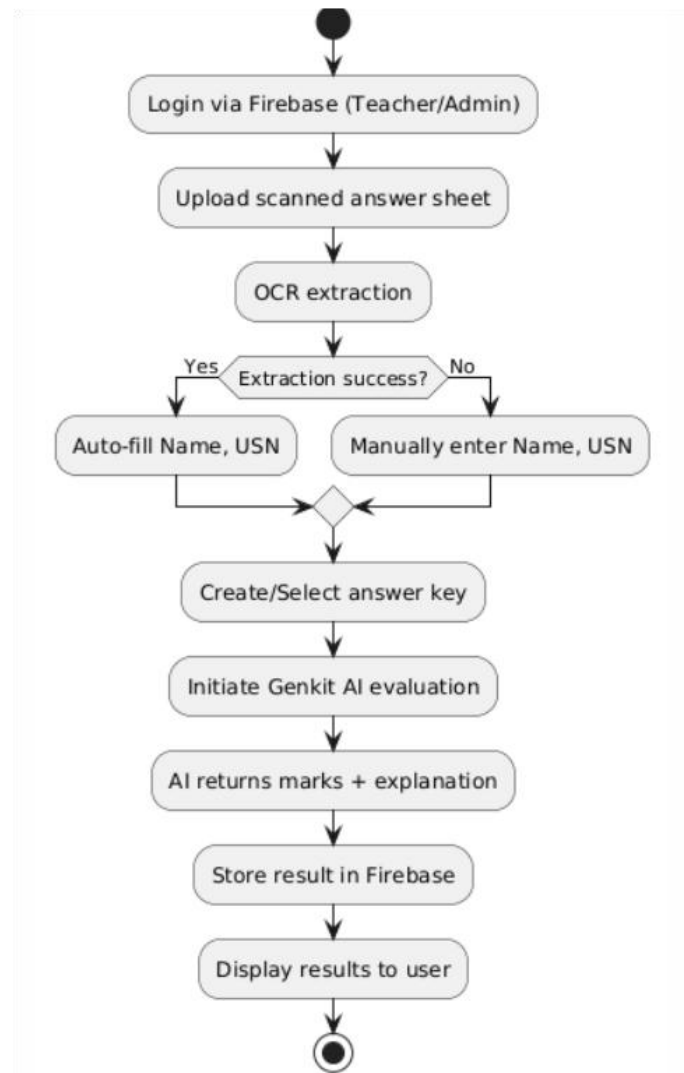 Login via Firebase (Teacher/Admin)
Upload scanned answer sheet
OCR extraction
Yes
Extraction success?
No
Auto-fill Name, USN
Manually enter Name, USN
Create/Select answer key
Initiate Genkit AI evaluation
AI returns marks + explanation
Store result in Firebase
Display results to user